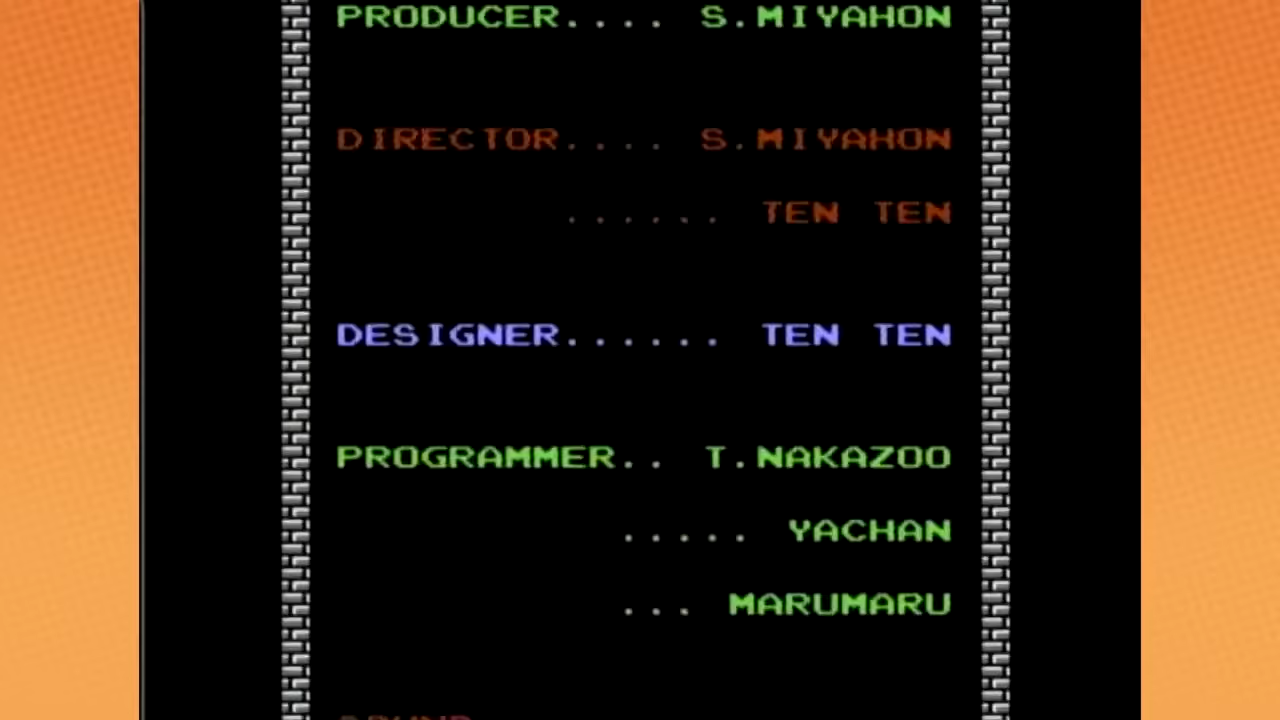 PRODUCER.... S.MIYAHON
DIRECTOR.... S.MIYAHON
...... TEN TEN
DESIGNER...... TEN TEN
PROGRAMMER.. T.NAKAZOO
..... YACHAN
... MARUMARU